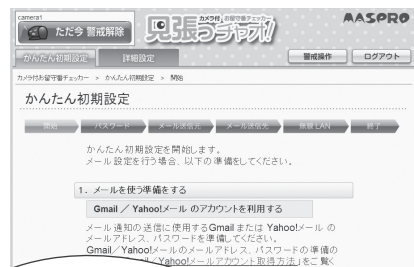 camera1
ただ今 警戒解除
カメラ付 お留守番チェッカー
見張っちゃお!
MASPRO
かんたん初期設定
詳細設定
警戒操作
ログアウト
カメラ付お留守番チェッカー > かんたん初期設定 > 開始
かんたん初期設定
開始 パスワード メール送信元 メール送信先 無線 LAN 終了
かんたん初期設定を開始します。
メール設定を行う場合、以下の準備をしてください。
1. メールを使う準備をする
Gmail / Yahoo!メール のアカウントを利用する
メール通知の送信に使用するGmailまたは Yahoo!メール の
メールアドレス、パスワードを準備してください。
Gmail/Yahoo!メールのメールアドレス、パスワードの準備の
/Yahoo!メールアカウント取得方法」をご覧く